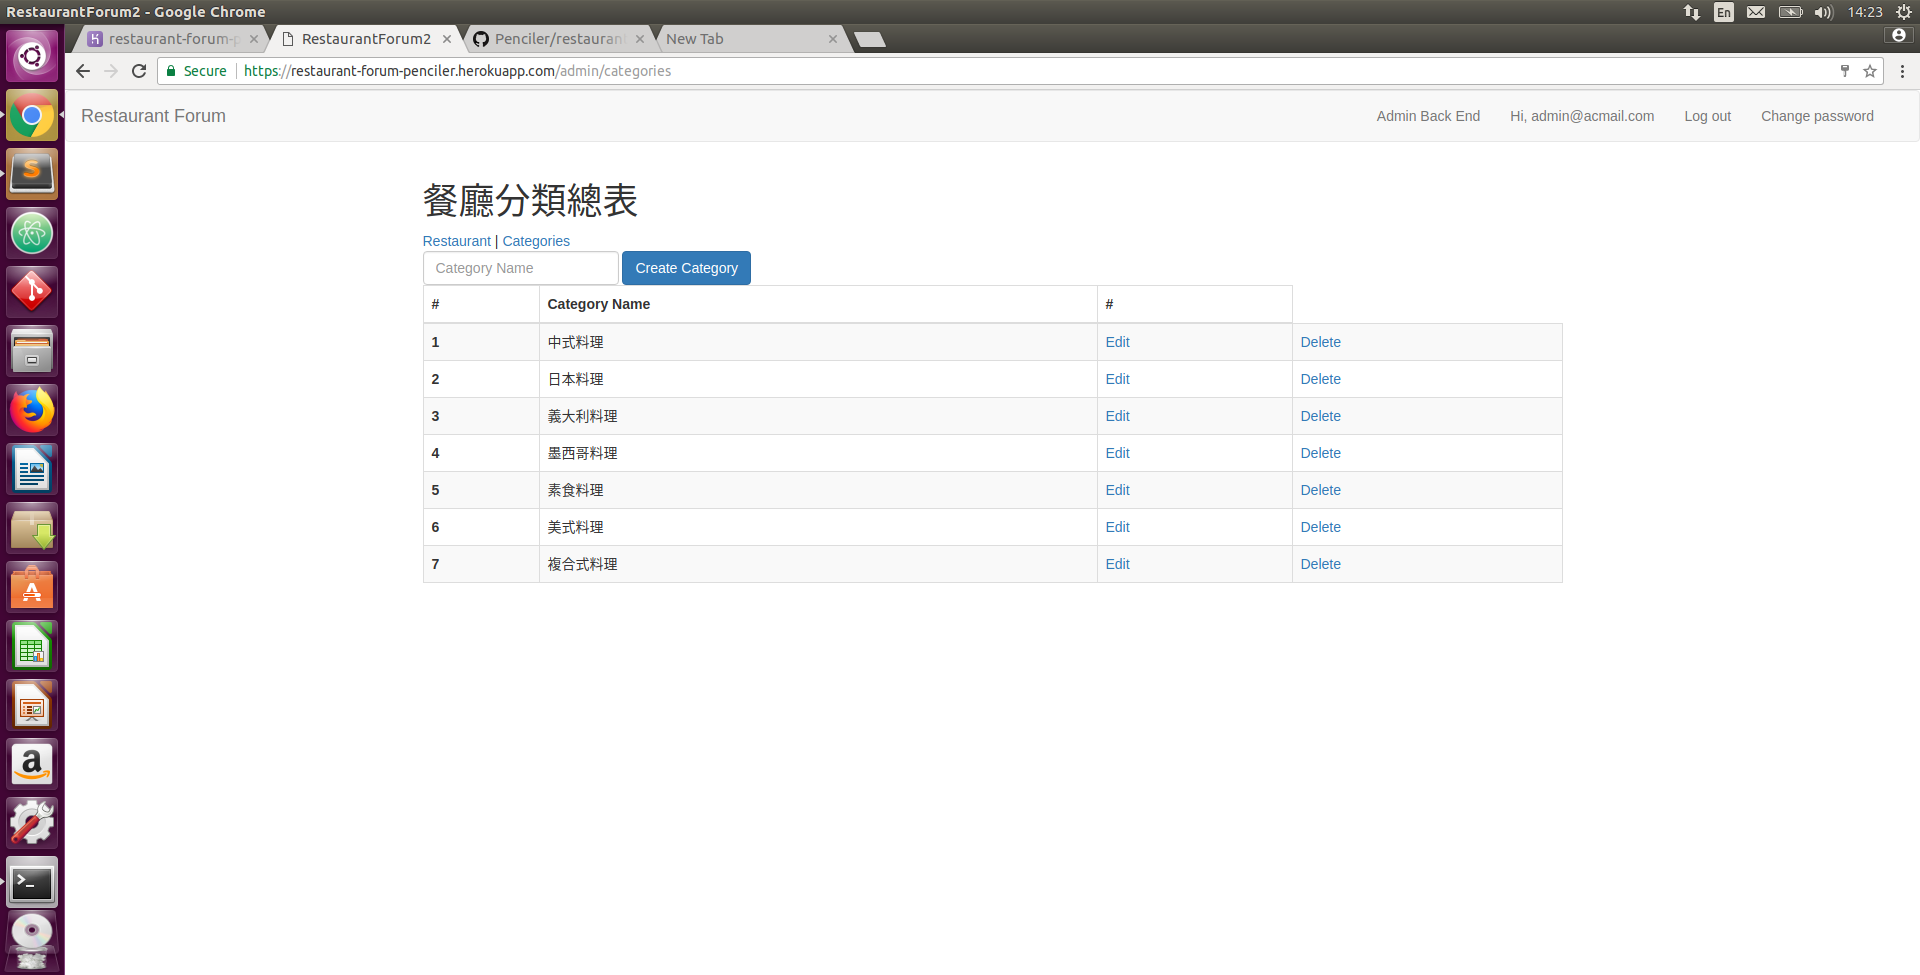 RestaurantForum2 - Google Chrome
En
14:23
restaurant-forum-p
RestaurantForum2
Penciler/restauran
New Tab
Secure
https://restaurant-forum-penciler.herokuapp.com/admin/categories
Restaurant Forum
Admin Back End
Hi, admin@acmail.com
Log out
Change password
餐廳分類總表
Restaurant | Categories
Category Name
Create Category
# Category Name #
1 中式料理 Edit Delete
2 日本料理 Edit Delete
3 義大利料理 Edit Delete
4 墨西哥料理 Edit Delete
5 素食料理 Edit Delete
6 美式料理 Edit Delete
7 複合式料理 Edit Delete